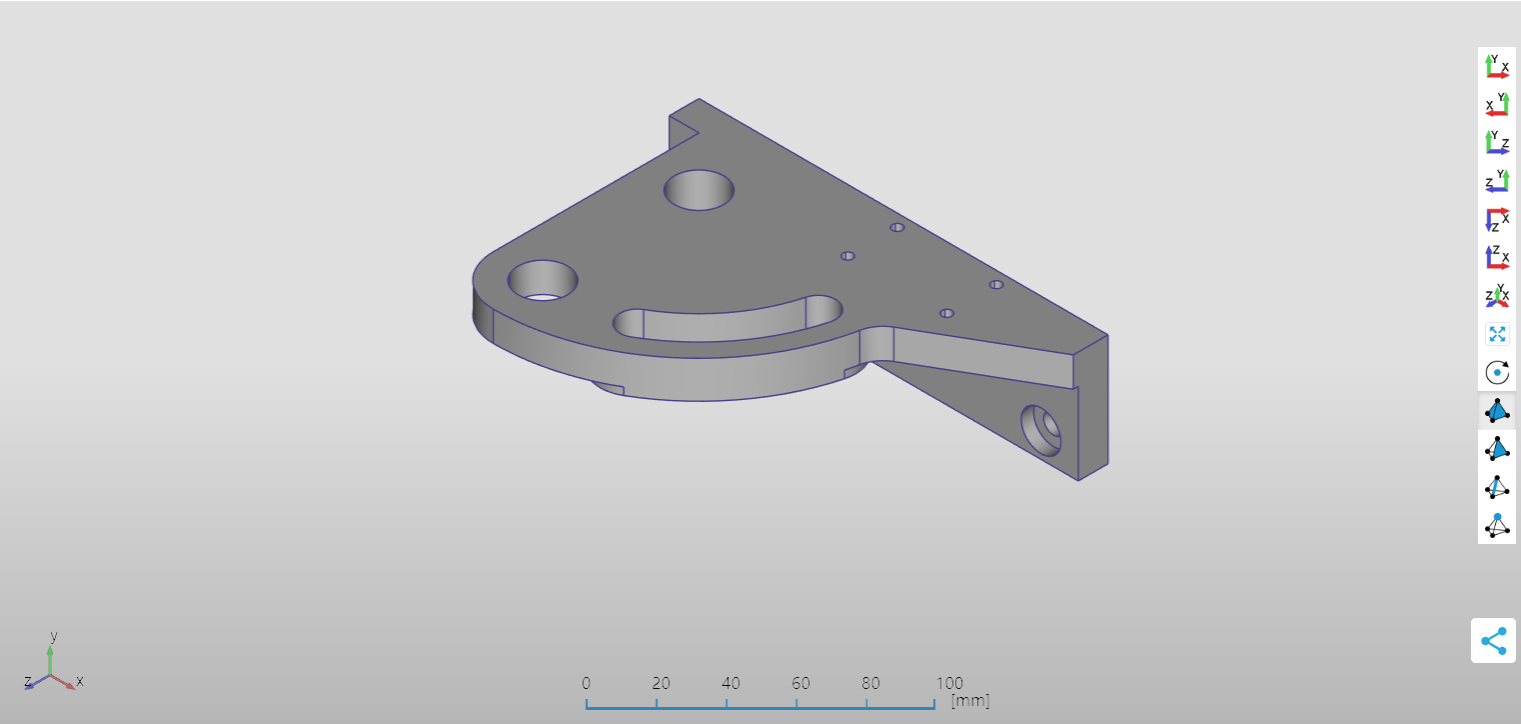 Y X
X Y
Y Z
Z Y
X
Z
Z
X
Y
Z X
y
z x
0 20 40 60 80 100
[mm]